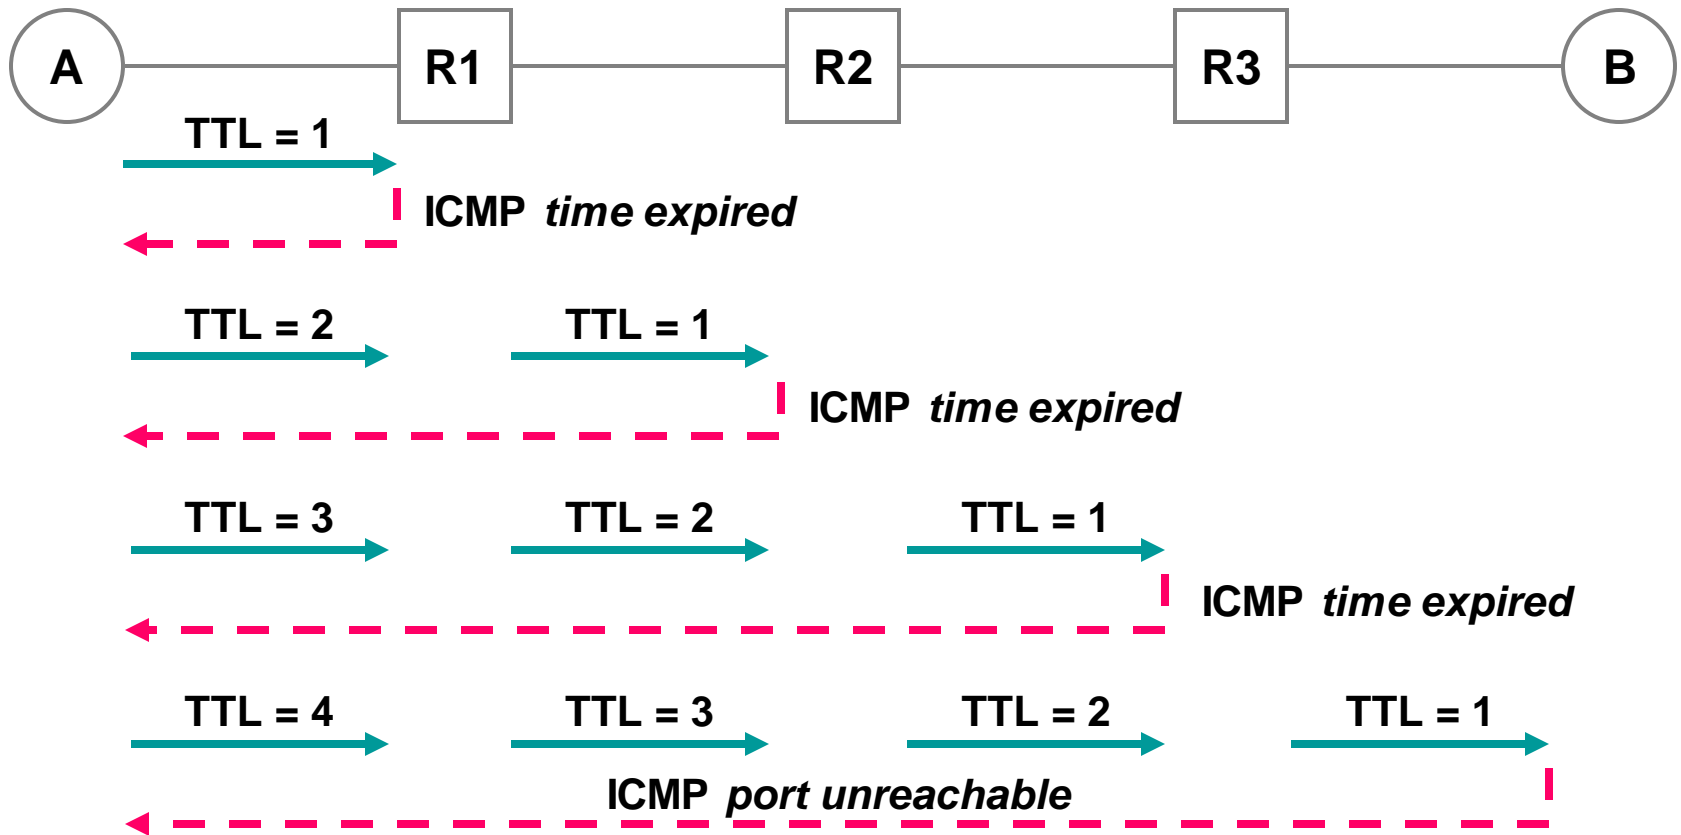 A R1 R2 R3 B
TTL = 1
ICMP time expired
TTL = 2 TTL = 1
ICMP time expired
TTL = 3 TTL = 2 TTL = 1
ICMP time expired
TTL = 4 TTL = 3 TTL = 2 TTL = 1
ICMP port unreachable